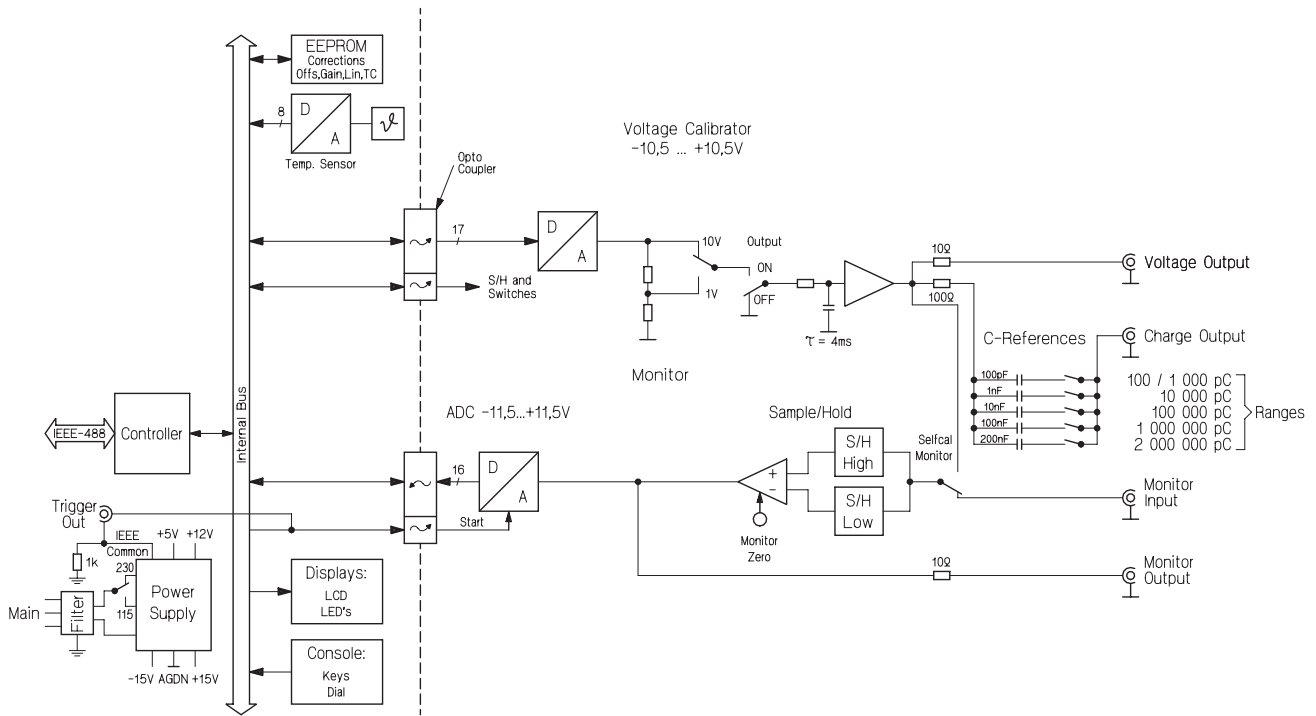 EEPROM
Corrections
Offs,Gain,Lin,TC
8
D
A
ϑ
Temp. Sensor
Voltage Calibrator
-10,5 ... +10,5V
Opto
Coupler
17
D
A
S/H and
Switches
10V
1V
Output
ON
OFF
τ = 4ms
10Ω
100Ω
Voltage Output
C-References
Charge Output
100pF
1nF
10nF
100nF
200nF
100 / 1 000 pC
10 000 pC
100 000 pC
1 000 000 pC
2 000 000 pC
Ranges
Monitor
ADC -11,5...+11,5V
Sample/Hold
S/H
High
S/H
Low
+
-
Monitor
Zero
Selfcal
Monitor
Monitor
Input
16
D
A
Start
10Ω
Monitor
Output
Internal Bus
IEEE-488
Controller
Trigger
Out
1k
IEEE
Common
+5V +12V
230
115
Main
Filter
Power
Supply
-15V AGDN +15V
Displays:
LCD
LED's
Console:
Keys
Dial